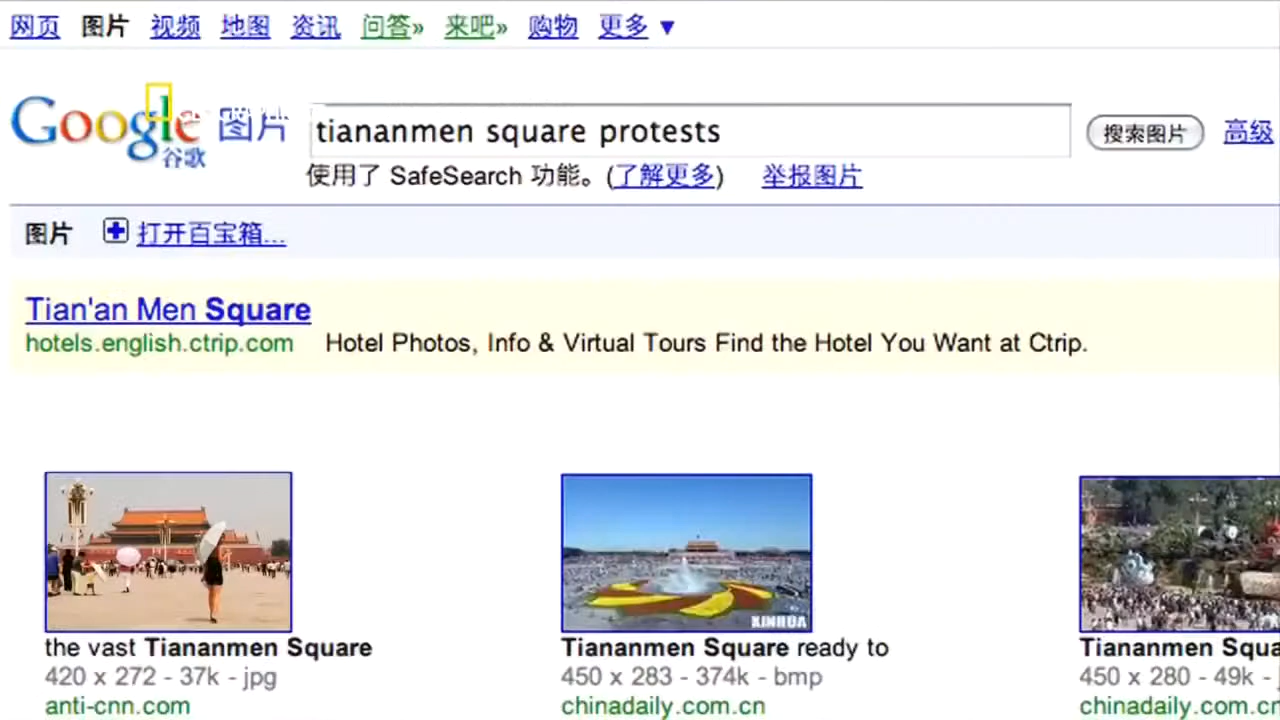 网页 图片 视频 地图 资讯 问答» 来吧» 购物 更多 ▼
Google 谷歌 图片 tiananmen square protests 搜索图片 高级
使用了 SafeSearch 功能。(了解更多) 举报图片
图片 打开百宝箱...
Tian'an Men Square
hotels.english.ctrip.com Hotel Photos, Info & Virtual Tours Find the Hotel You Want at Ctrip.
XINHUA
the vast Tiananmen Square Tiananmen Square ready to Tiananmen Squa
420 x 272 - 37k - jpg 450 x 283 - 374k - bmp 450 x 280 - 49k - j
anti-cnn.com chinadaily.com.cn chinadaily.com.cn